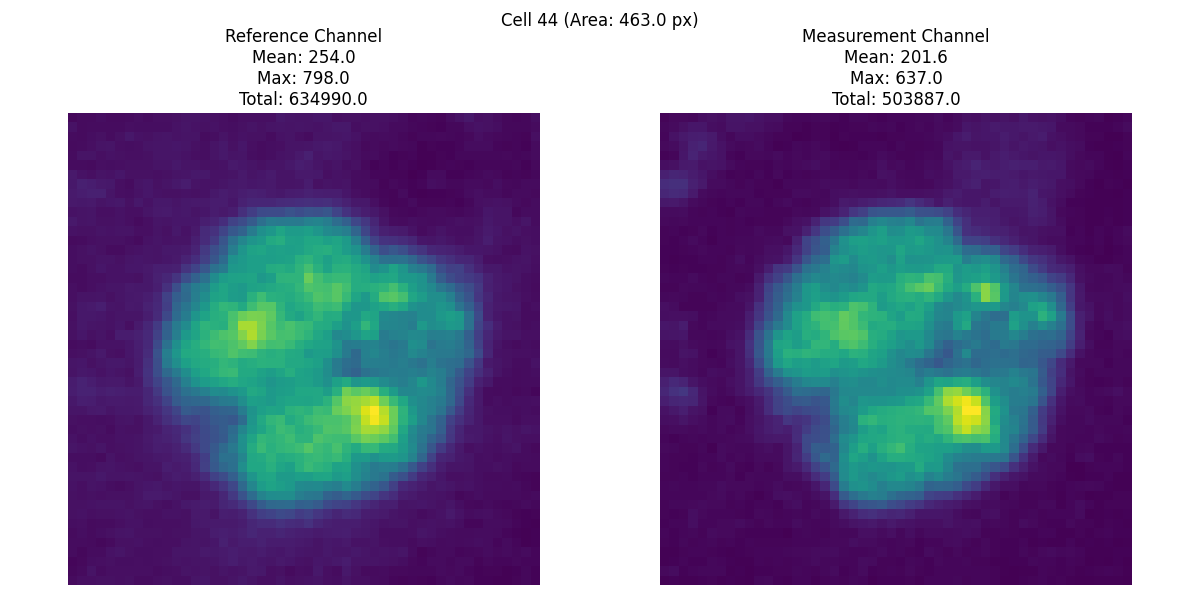 Cell 44 (Area: 463.0 px)
Reference Channel
Mean: 254.0
Max: 798.0
Total: 634990.0
Measurement Channel
Mean: 201.6
Max: 637.0
Total: 503887.0